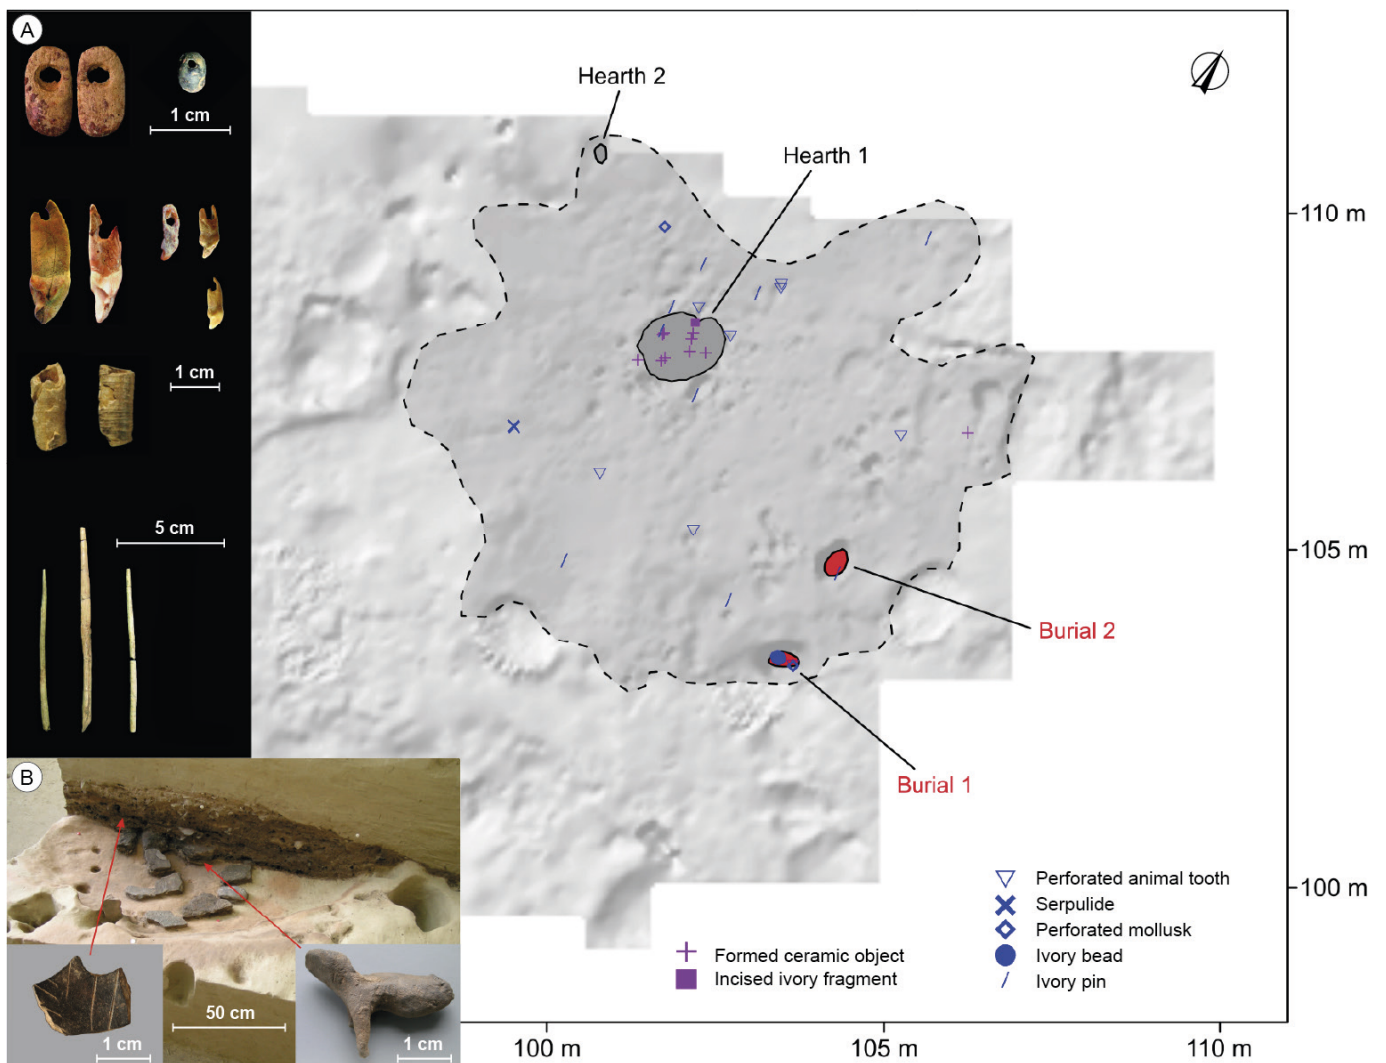 A
1 cm
1 cm
5 cm
Hearth 2
Hearth 1
110 m
105 m
Burial 2
Burial 1
100 m
Perforated animal tooth
Serpulide
Perforated mollusk
Ivory bead
Ivory pin
Formed ceramic object
Incised ivory fragment
B
50 cm
1 cm
1 cm
100 m
105 m
110 m